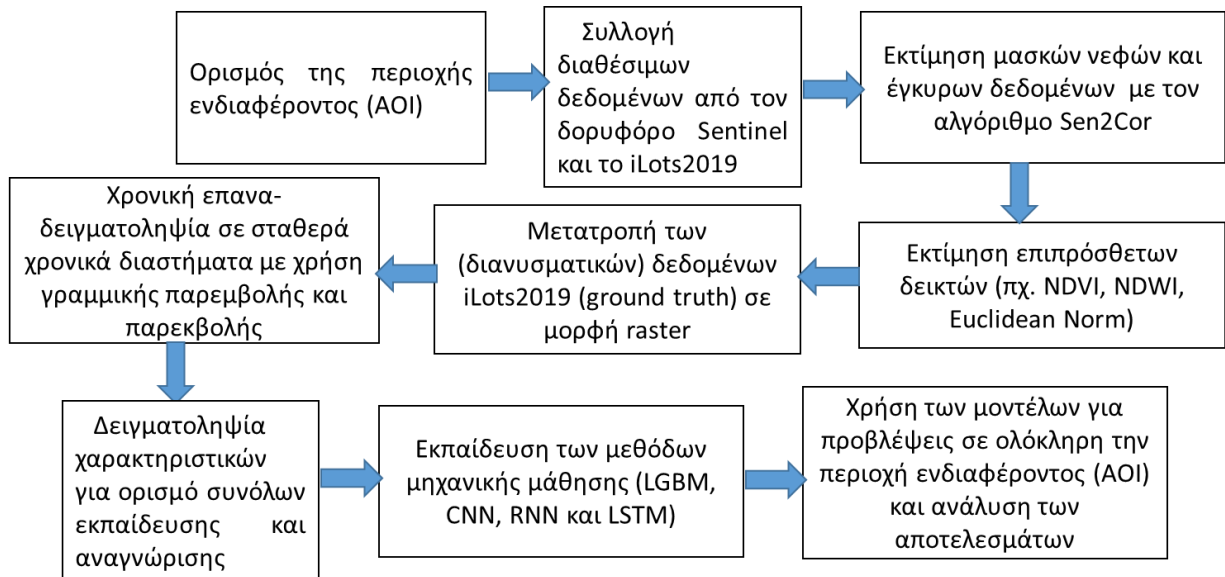 Ορισμός της περιοχής
ενδιαφέροντος (AOI)
Συλλογή
διαθέσιμων
δεδομένων από τον
δορυφόρο Sentinel
και το iLots2019
Εκτίμηση μασκών νεφών και
έγκυρων δεδομένων με τον
αλγόριθμο Sen2Cor
Εκτίμηση επιπρόσθετων
δεικτών (πχ. NDVI, NDWI,
Euclidean Norm)
Μετατροπή των
(διανυσματικών) δεδομένων
iLots2019 (ground truth) σε
μορφή raster
Χρονική επανα-
δειγματοληψία σε σταθερά
χρονικά διαστήματα με χρήση
γραμμικής παρεμβολής και
παρεκβολής
Δειγματοληψία
χαρακτηριστικών
για ορισμό συνόλων
εκπαίδευσης και
αναγνώρισης
Εκπαίδευση των μεθόδων
μηχανικής μάθησης (LGBM,
CNN, RNN και LSTM)
Χρήση των μοντέλων για
προβλέψεις σε ολόκληρη την
περιοχή ενδιαφέροντος (AOI)
και ανάλυση των
αποτελεσμάτων